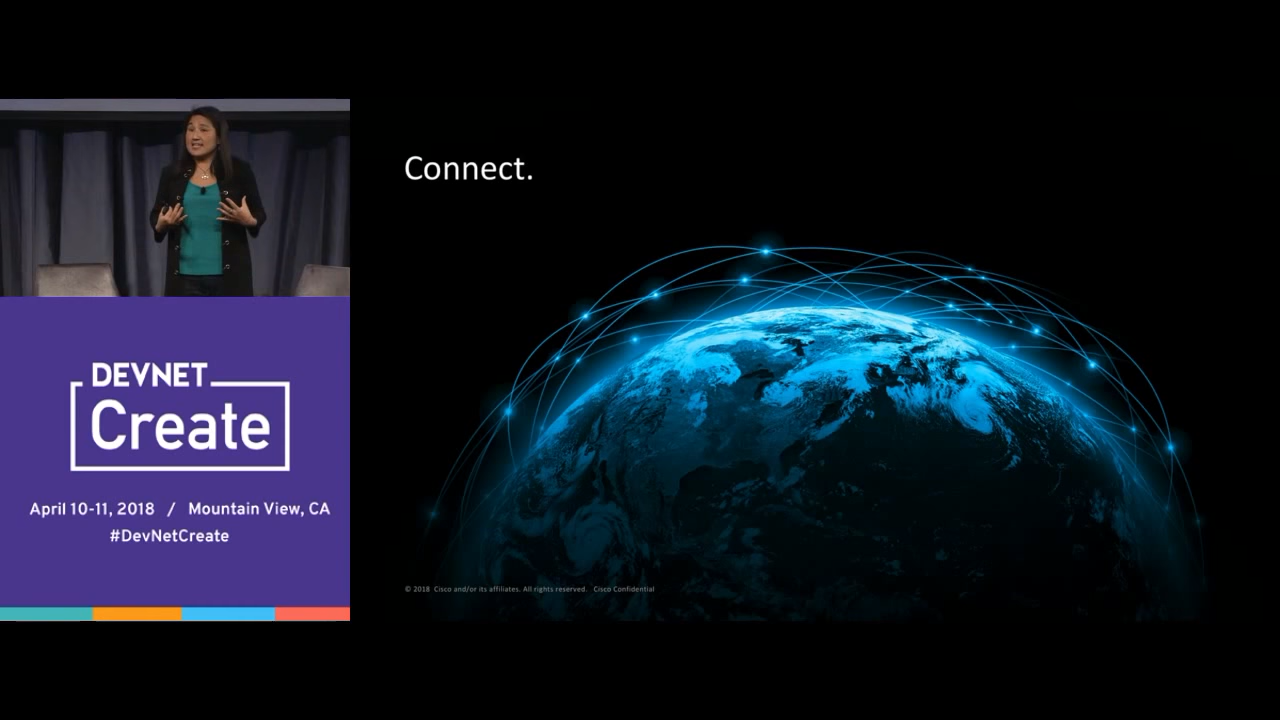 Connect.
DEVNET
Create
April 10-11, 2018 / Mountain View, CA
#DevNetCreate
© 2018 Cisco and/or its affiliates. All rights reserved. Cisco Confidential